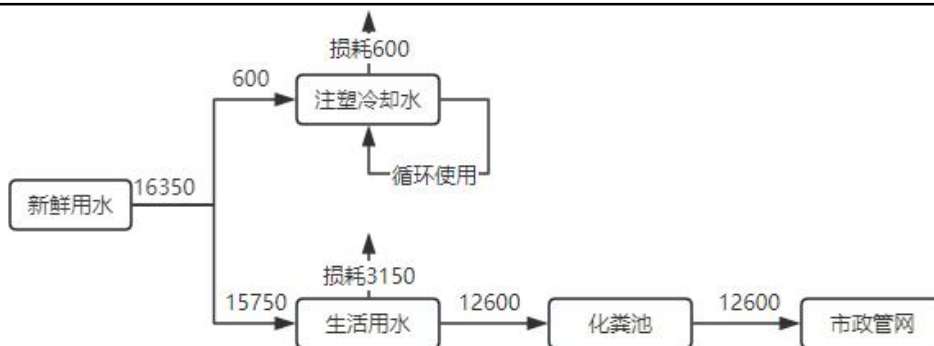 损耗600
600
注塑冷却水
循环使用
16350
新鲜用水
损耗3150
15750
生活用水
12600
化粪池
12600
市政管网